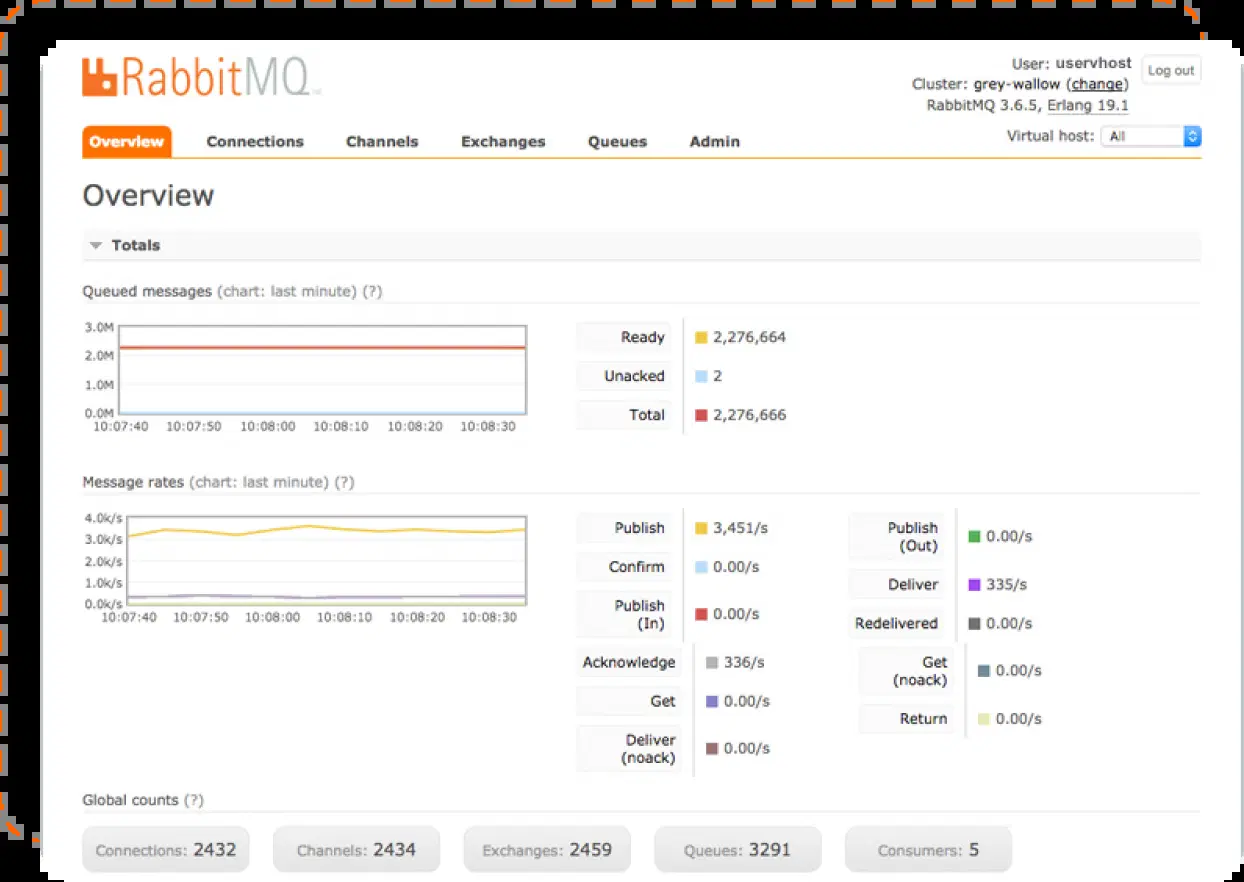 RabbitMQ
User: uservhost
Log out
Cluster: grey-wallow (change)
RabbitMQ 3.6.5, Erlang 19.1
Virtual host: All
Overview Connections Channels Exchanges Queues Admin
Overview
Totals
Queued messages (chart: last minute) (?)
3.0M
2.0M
1.0M
0.0M
10:07:40 10:07:50 10:08:00 10:08:10 10:08:20 10:08:30
Ready 2,276,664
Unacked 2
Total 2,276,666
Message rates (chart: last minute) (?)
4.0k/s
3.0k/s
2.0k/s
1.0k/s
0.0k/s
10:07:40 10:07:50 10:08:00 10:08:10 10:08:20 10:08:30
Publish 3,451/s
Confirm 0.00/s
Publish
(In) 0.00/s
Acknowledge 336/s
Get 0.00/s
Deliver
(noack) 0.00/s
Publish
(Out) 0.00/s
Deliver 335/s
Redelivered 0.00/s
Get
(noack) 0.00/s
Return 0.00/s
Global counts (?)
Connections: 2432 Channels: 2434 Exchanges: 2459 Queues: 3291 Consumers: 5